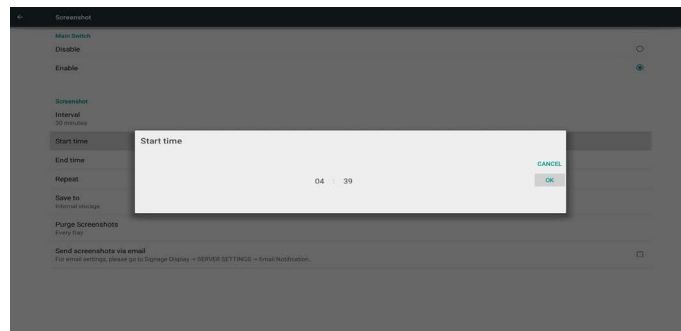 Screenshot
Main Switch
Disable
Enable
Screenshot
Interval
30 minutes
Start time
Start time
End time
CANCEL
04 : 39
OK
Repeat
Save to
Internal storage
Purge Screenshots
Every Day
Send screenshots via email
For email settings, please go to Signage Display -> SERVER SETTINGS -> Email Notification.